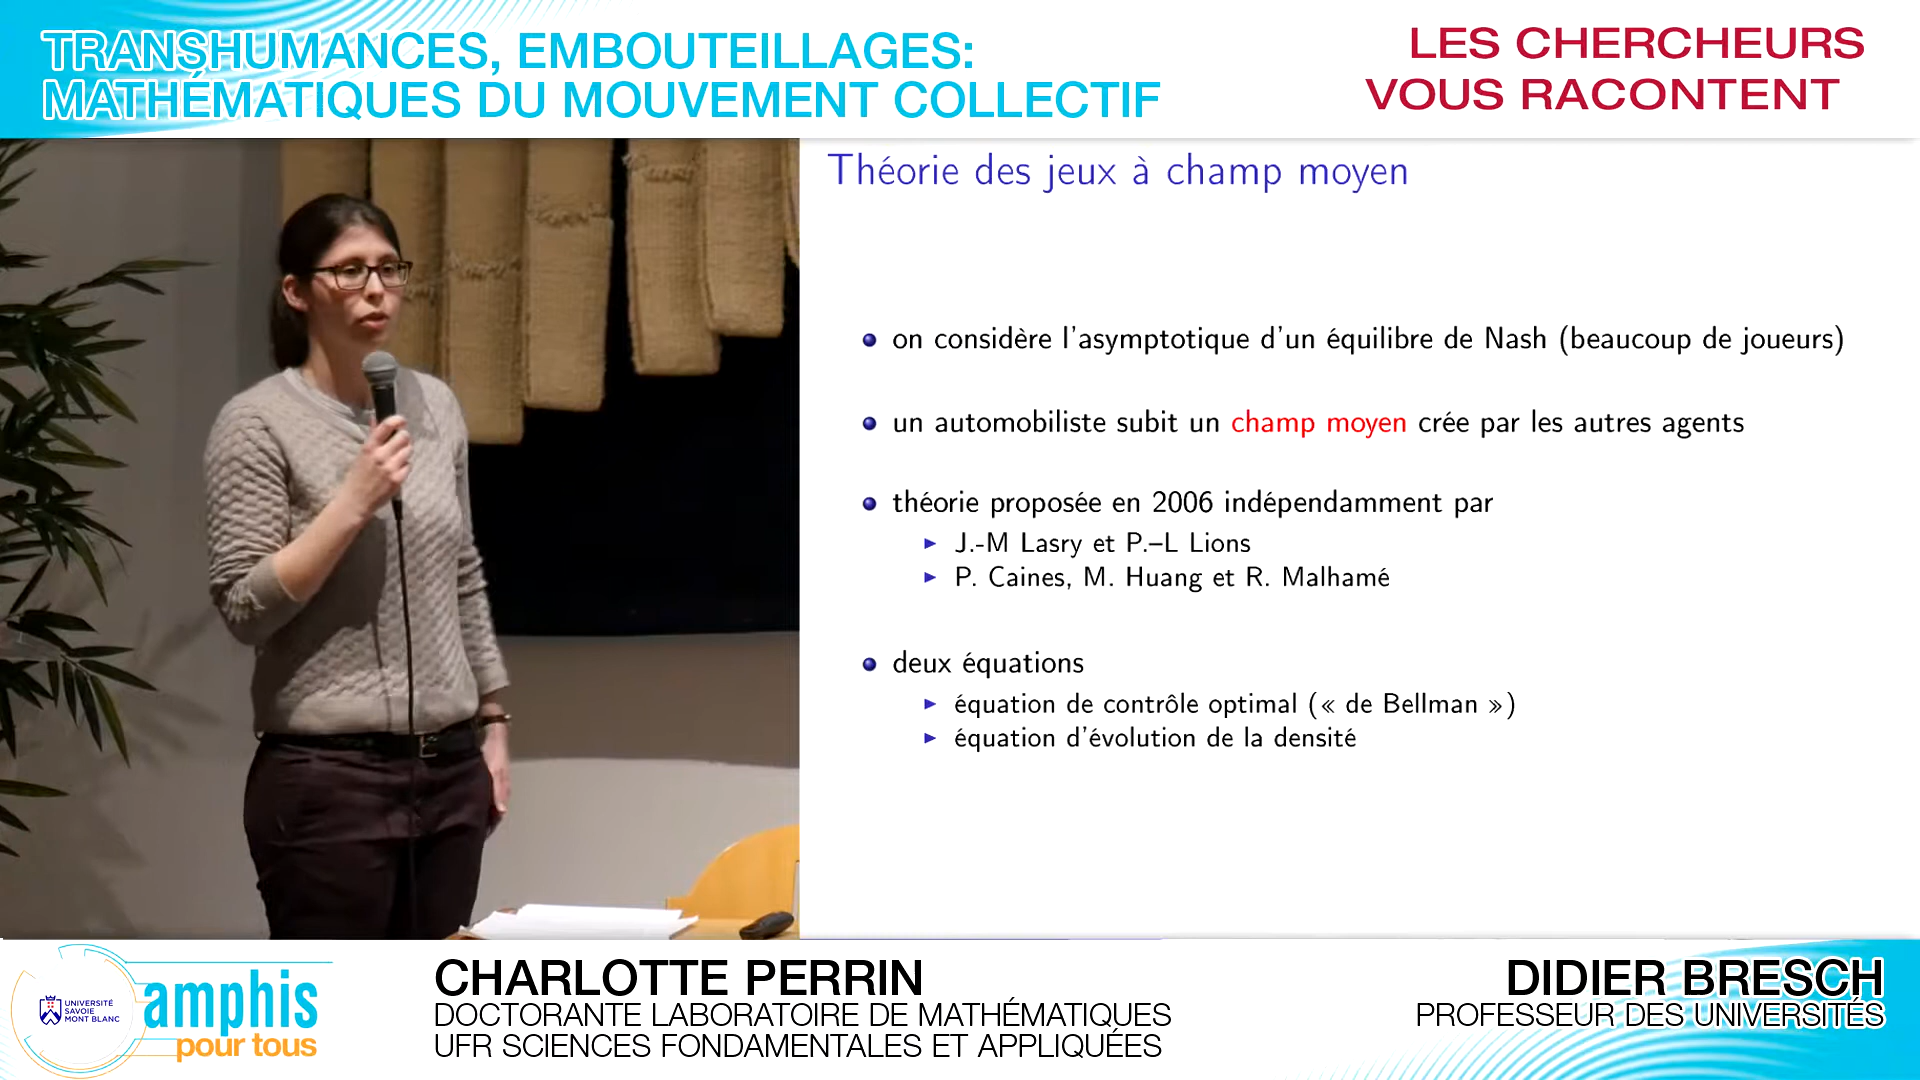 TRANSHUMANCES, EMBOUTEILLAGES:
MATHÉMATIQUES DU MOUVEMENT COLLECTIF
LES CHERCHEURS
VOUS RACONTENT
Théorie des jeux à champ moyen
on considère l'asymptotique d'un équilibre de Nash (beaucoup de joueurs)
un automobiliste subit un champ moyen crée par les autres agents
théorie proposée en 2006 indépendamment par
J.-M Lasry et P.–L Lions
P. Caines, M. Huang et R. Malhamé
deux équations
équation de contrôle optimal (« de Bellman »)
équation d'évolution de la densité
UNIVERSITÉ
SAVOIE
MONT BLANC
amphis
pour tous
CHARLOTTE PERRIN
DOCTORANTE LABORATOIRE DE MATHÉMATIQUES
UFR SCIENCES FONDAMENTALES ET APPLIQUÉES
DIDIER BRESCH
PROFESSEUR DES UNIVERSITÉS